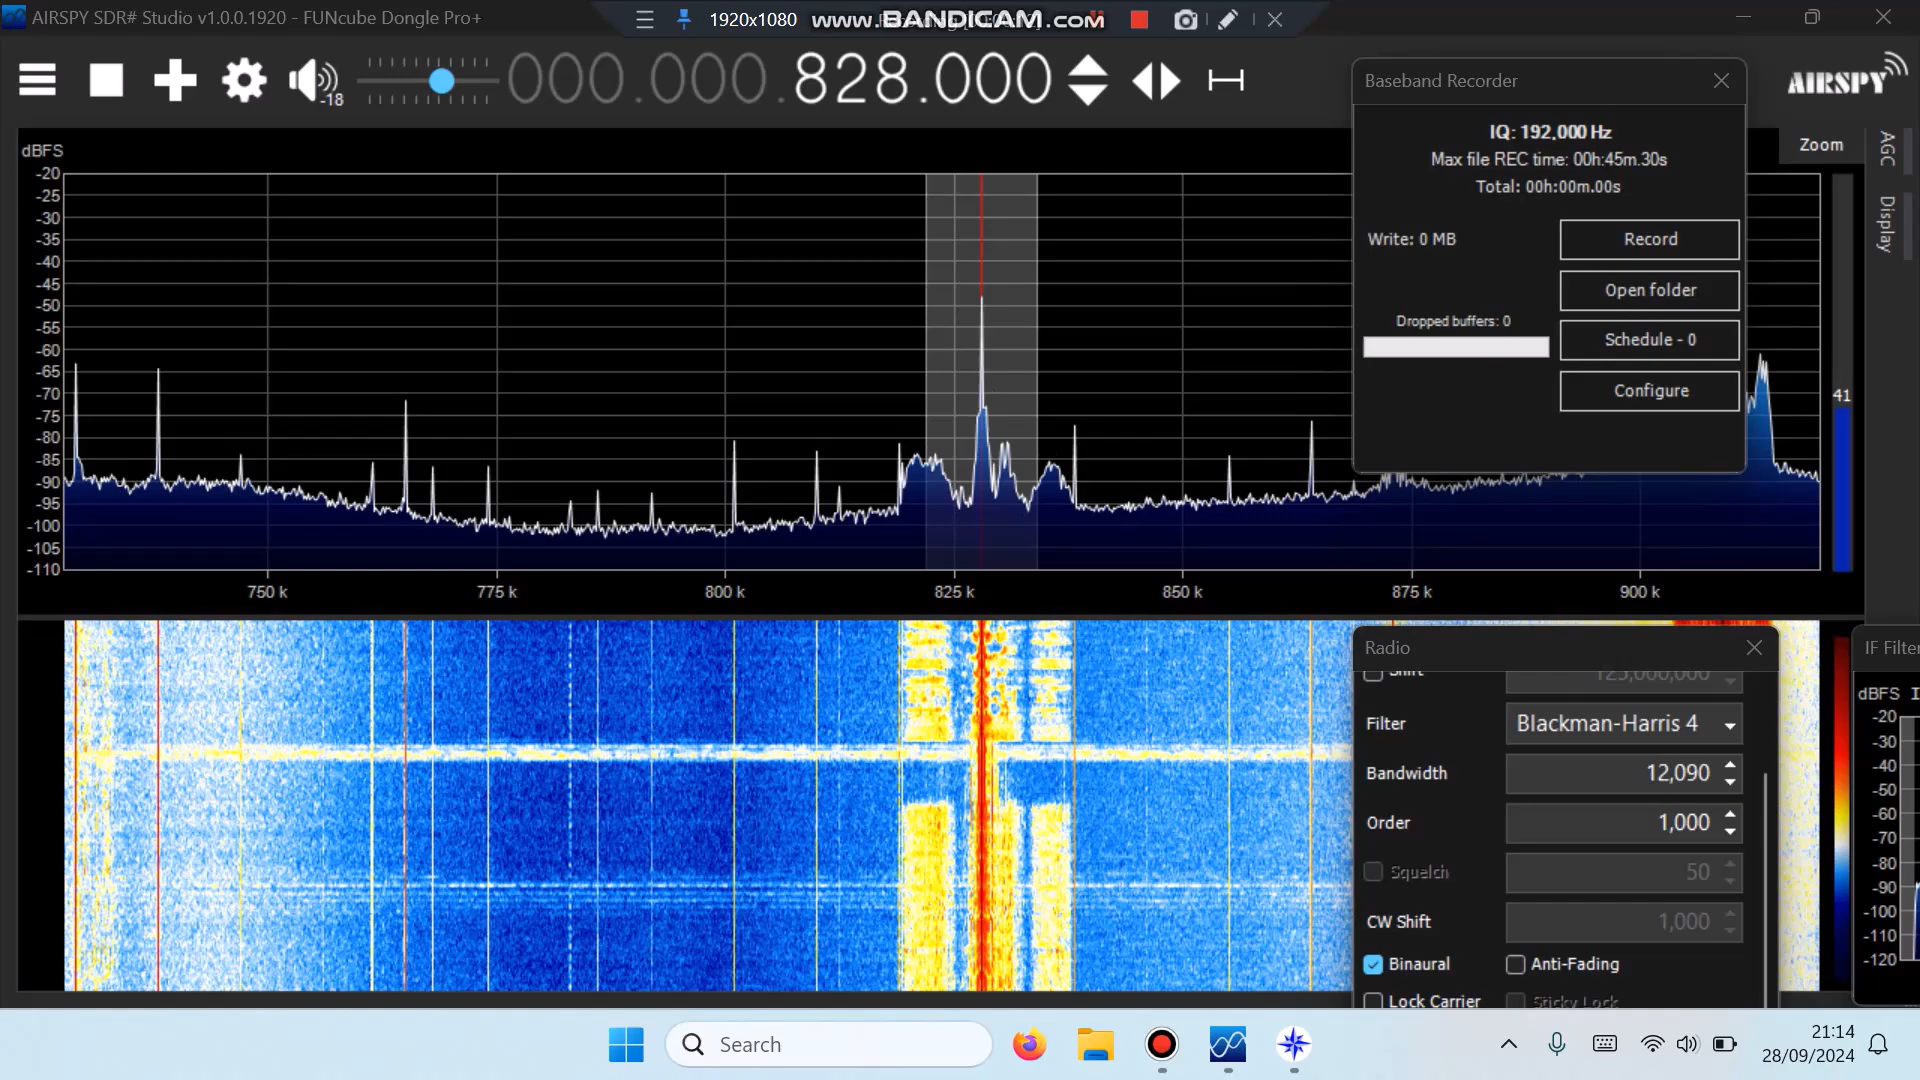 AIRSPY SDR# Studio v1.0.0.1920 - FUNcube Dongle Pro+
1920x1080
www.BANDICAM.com
-18
000.000.828.000
AIRSPY
Baseband Recorder
IQ: 192,000 Hz
Max file REC time: 00h:45m.30s
Total: 00h:00m.00s
Write: 0 MB
Record
Open folder
Dropped buffers: 0
Schedule - 0
Configure
Zoom
AGC
Display
41
dBFS
-20
-25
-30
-35
-40
-45
-50
-55
-60
-65
-70
-75
-80
-85
-90
-95
-100
-105
-110
750 k
775 k
800 k
825 k
850 k
875 k
900 k
Radio
Shift 125,000,000
Filter Blackman-Harris 4
Bandwidth 12,090
Order 1,000
Squelch 50
CW Shift 1,000
Binaural Anti-Fading
Lock Carrier Sticky Lock
IF Filter
dBFS I
-20
-30
-40
-50
-60
-70
-80
-90
-100
-110
-120
Search
21:14
28/09/2024